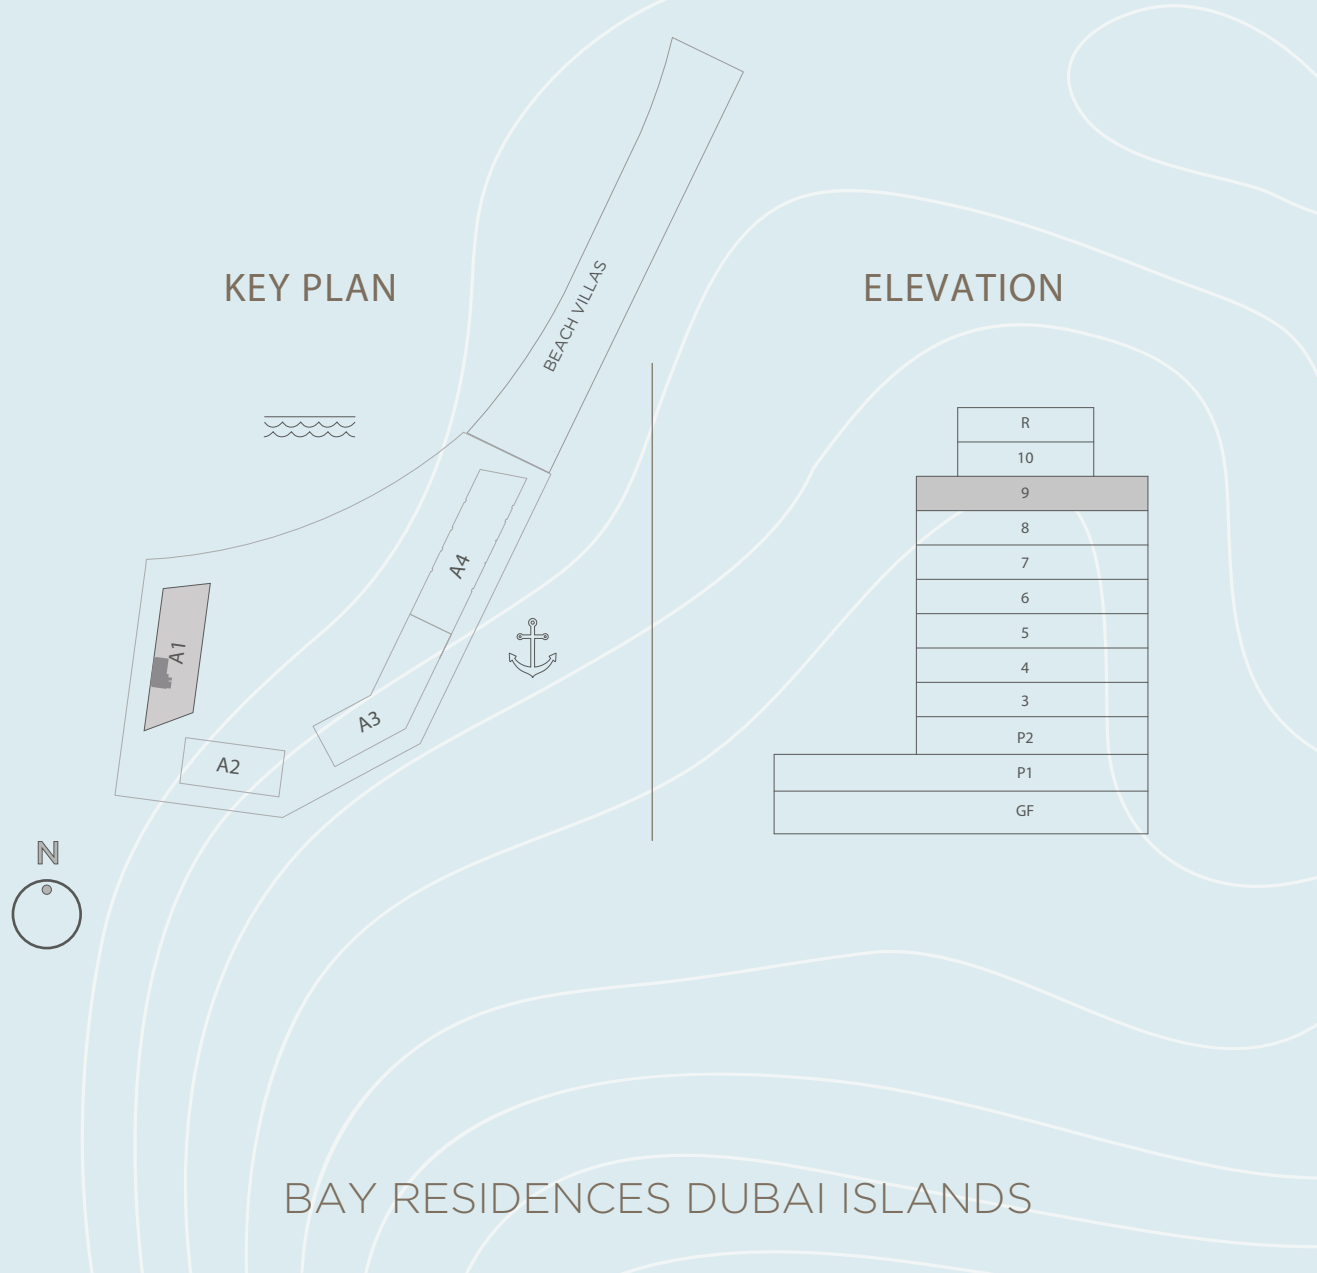 KEY PLAN
BEACH VILLAS
A4
A1
A3
A2
N
ELEVATION
R
10
9
8
7
6
5
4
3
P2
P1
GF
BAY RESIDENCES DUBAI ISLANDS